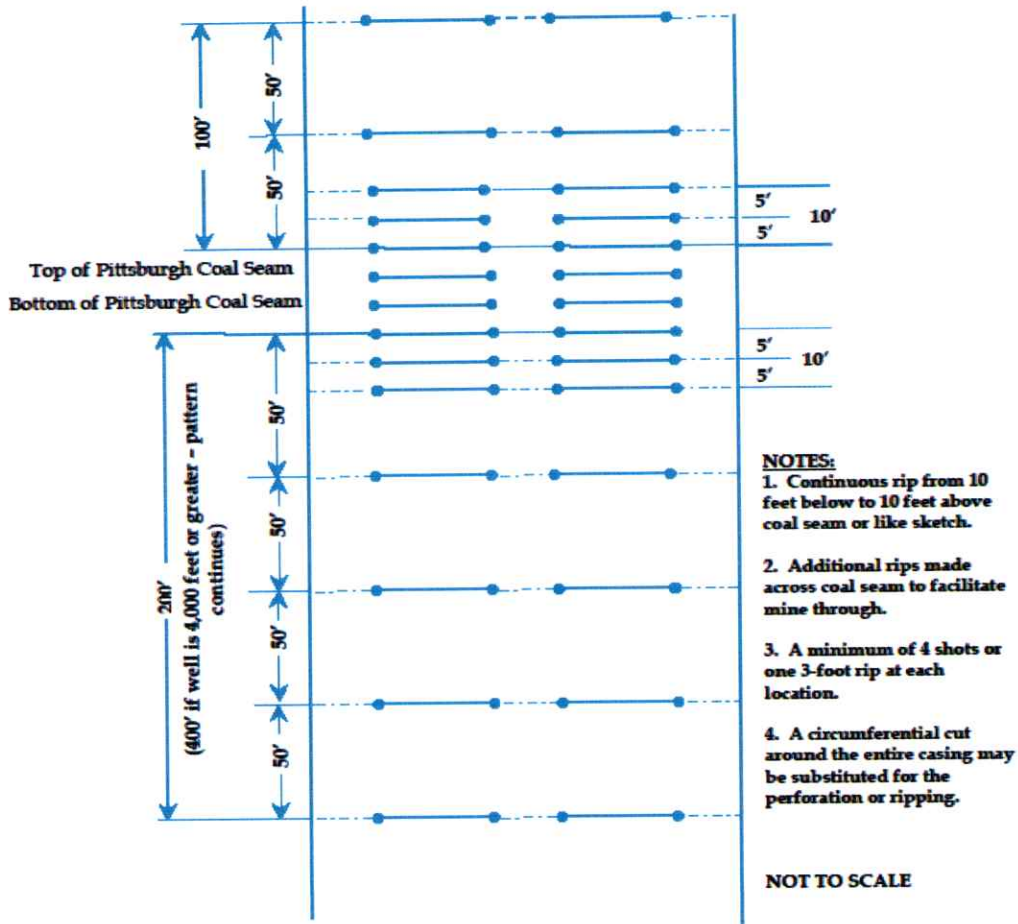 50'
100'
50'
5'
10'
5'
Top of Pittsburgh Coal Seam
Bottom of Pittsburgh Coal Seam
5'
10'
5'
50'
200'
(400' if well is 4,000 feet or greater – pattern
continues)
50'
50'
50'
NOTES:
1. Continuous rip from 10
feet below to 10 feet above
coal seam or like sketch.
2. Additional rips made
across coal seam to facilitate
mine through.
3. A minimum of 4 shots or
one 3-foot rip at each
location.
4. A circumferential cut
around the entire casing may
be substituted for the
perforation or ripping.
NOT TO SCALE